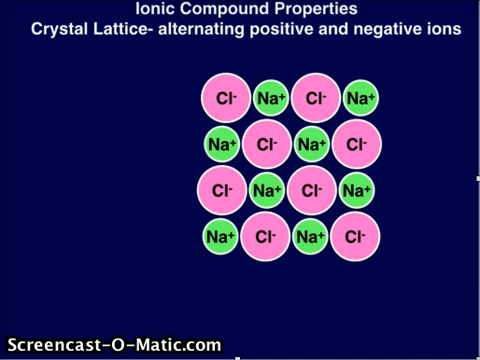 Ionic Compound Properties
Crystal Lattice- alternating positive and negative ions
Cl- Na+ Cl- Na+
Na+ Cl- Na+ Cl-
Cl- Na+ Cl- Na+
Na+ Cl- Na+ Cl-
Screencast-O-Matic.com